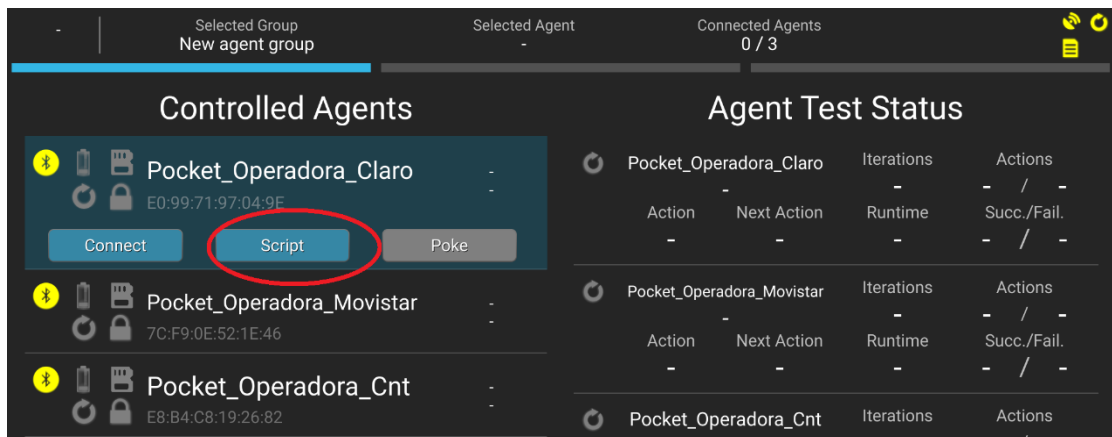 -
Selected Group
New agent group
Selected Agent
-
Connected Agents
0 / 3
Controlled Agents
Pocket_Operadora_Claro
-
E0:99:71:97:04:9E
-
Connect
Script
Poke
Pocket_Operadora_Movistar
-
7C:F9:0E:52:1E:46
-
Pocket_Operadora_Cnt
-
E8:B4:C8:19:26:82
-
Agent Test Status
Pocket_Operadora_Claro
Iterations
Actions
-
-
- / -
Action
Next Action
Runtime
Succ./Fail.
-
-
-
- / -
Pocket_Operadora_Movistar
Iterations
Actions
-
-
- / -
Action
Next Action
Runtime
Succ./Fail.
-
-
-
- / -
Pocket_Operadora_Cnt
Iterations
Actions